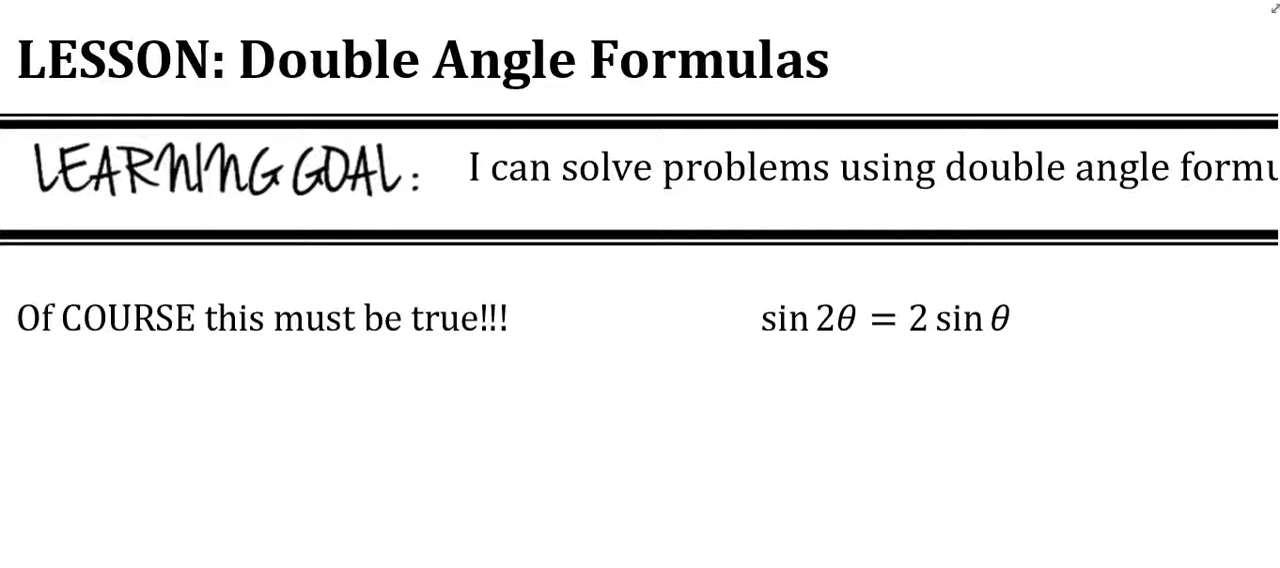 LESSON: Double Angle Formulas
LEARNING GOAL: I can solve problems using double angle formu
Of COURSE this must be true!!! sin 2θ = 2 sin θ